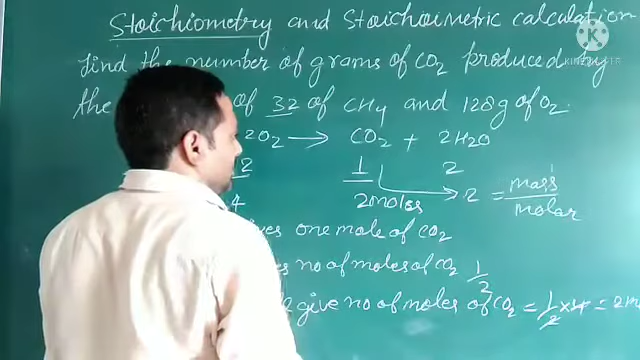 Stoichiometry and Stoichiometric calculation
Find the number of grams of CO2 produced by
the of 32 of CH4 and 128g of O2.
2O2 → CO2 + 2H2O
2 1 2
4 2moles 2 = mass/molar
one mole of CO2
no of moles of CO2 1/2
give no of moles of CO2 = 1/2 × 4 = 2m
KINEMASTER